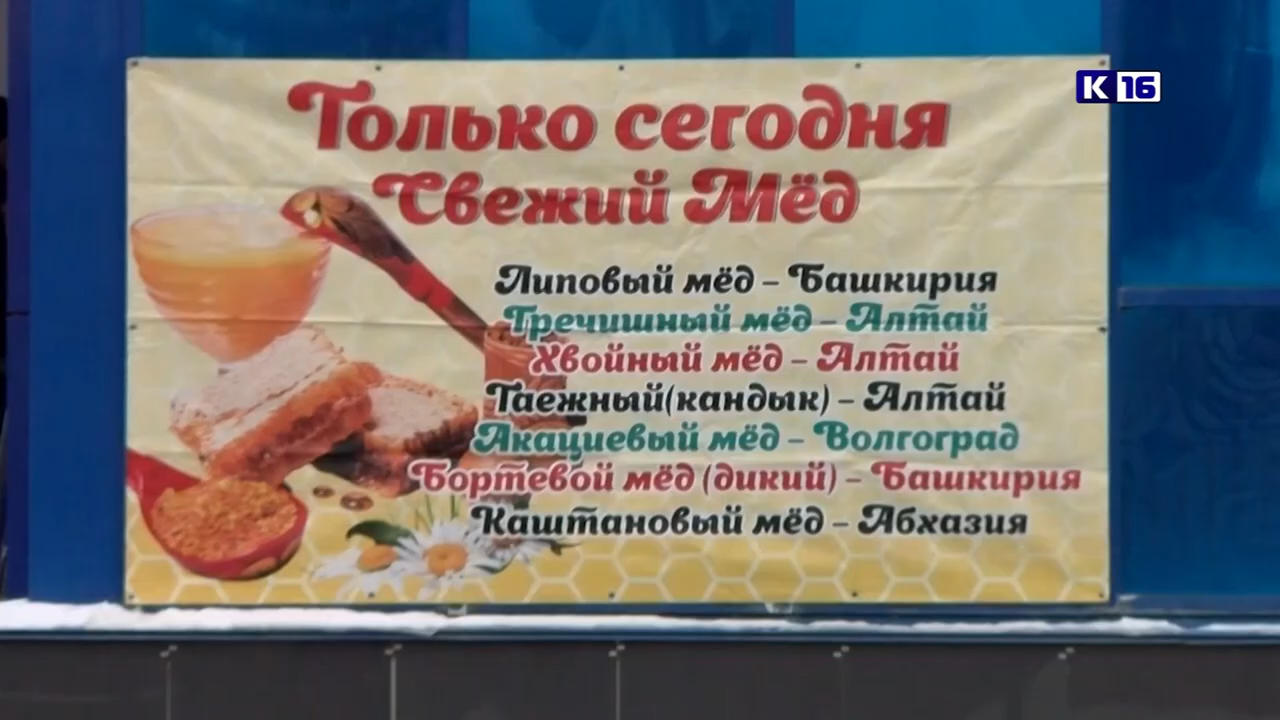 К 16
Только сегодня
Свежий Мёд
Липовый мёд – Башкирия
Гречишный мёд – Алтай
Хвойный мёд – Алтай
Таежный(кандык) – Алтай
Акациевый мёд – Волгоград
Бортевой мёд (дикий) – Башкирия
Каштановый мёд – Абхазия